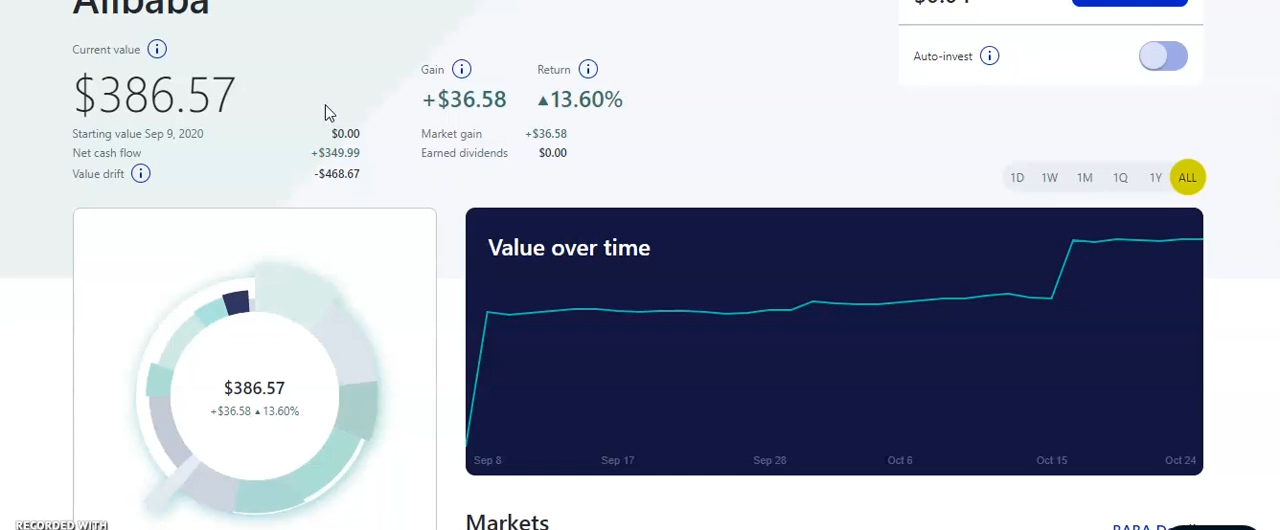 Alibaba
Current value
$386.57
Starting value Sep 9, 2020 $0.00
Net cash flow +$349.99
Value drift -$468.67
Gain
+$36.58
Return
▲13.60%
Market gain +$36.58
Earned dividends $0.00
Auto-invest
1D 1W 1M 1Q 1Y ALL
$386.57
+$36.58 ▲ 13.60%
Value over time
Sep 8 Sep 17 Sep 28 Oct 6 Oct 15 Oct 24
Markets
RECORDED WITH